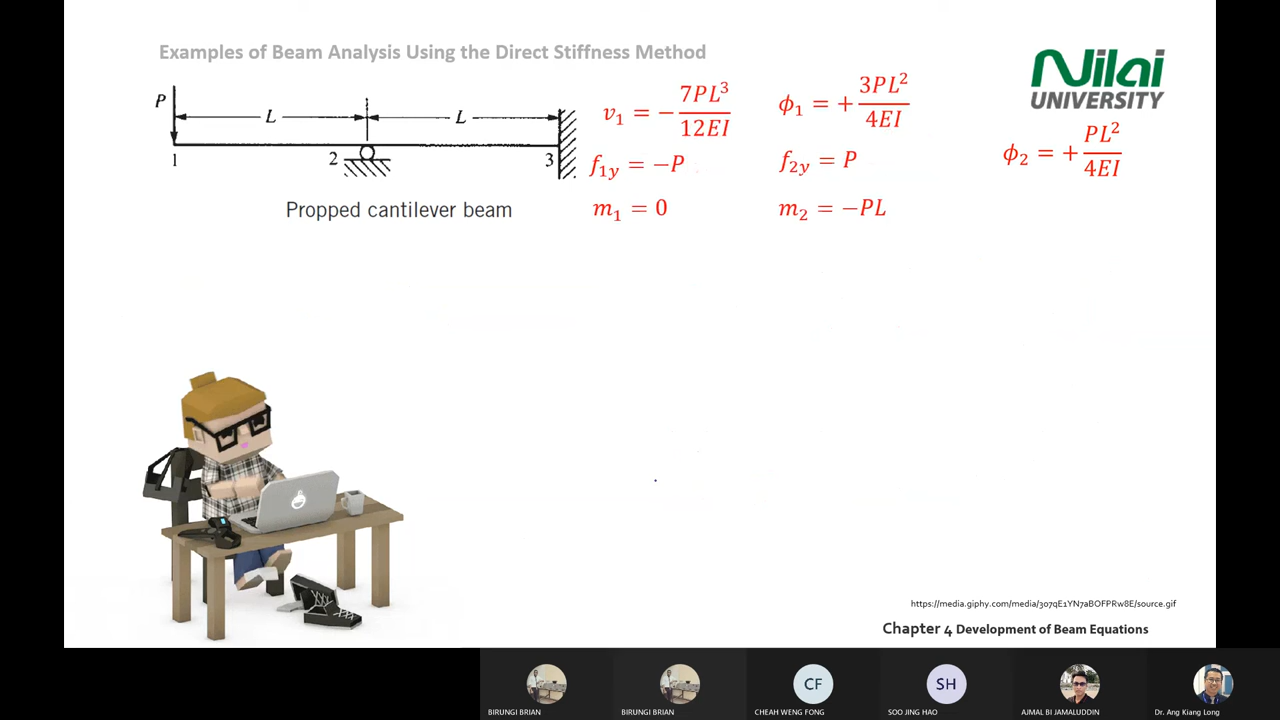 Examples of Beam Analysis Using the Direct Stiffness Method
Nilai
UNIVERSITY
P
L
L
1
2
3
Propped cantilever beam
v₁ = −7PL³/12EI
ϕ₁ = +3PL²/4EI
ϕ₂ = +PL²/4EI
f₁y = −P
f₂y = P
m₁ = 0
m₂ = −PL
https://media.giphy.com/media/307qE1YN7aBOFPRw8E/source.gif
Chapter 4 Development of Beam Equations
CF
SH
BIRUNGI BRIAN
BIRUNGI BRIAN
CHEAH WENG FONG
SOO JING HAO
AJMAL BI JAMALUDDIN
Dr. Ang Kiang Long